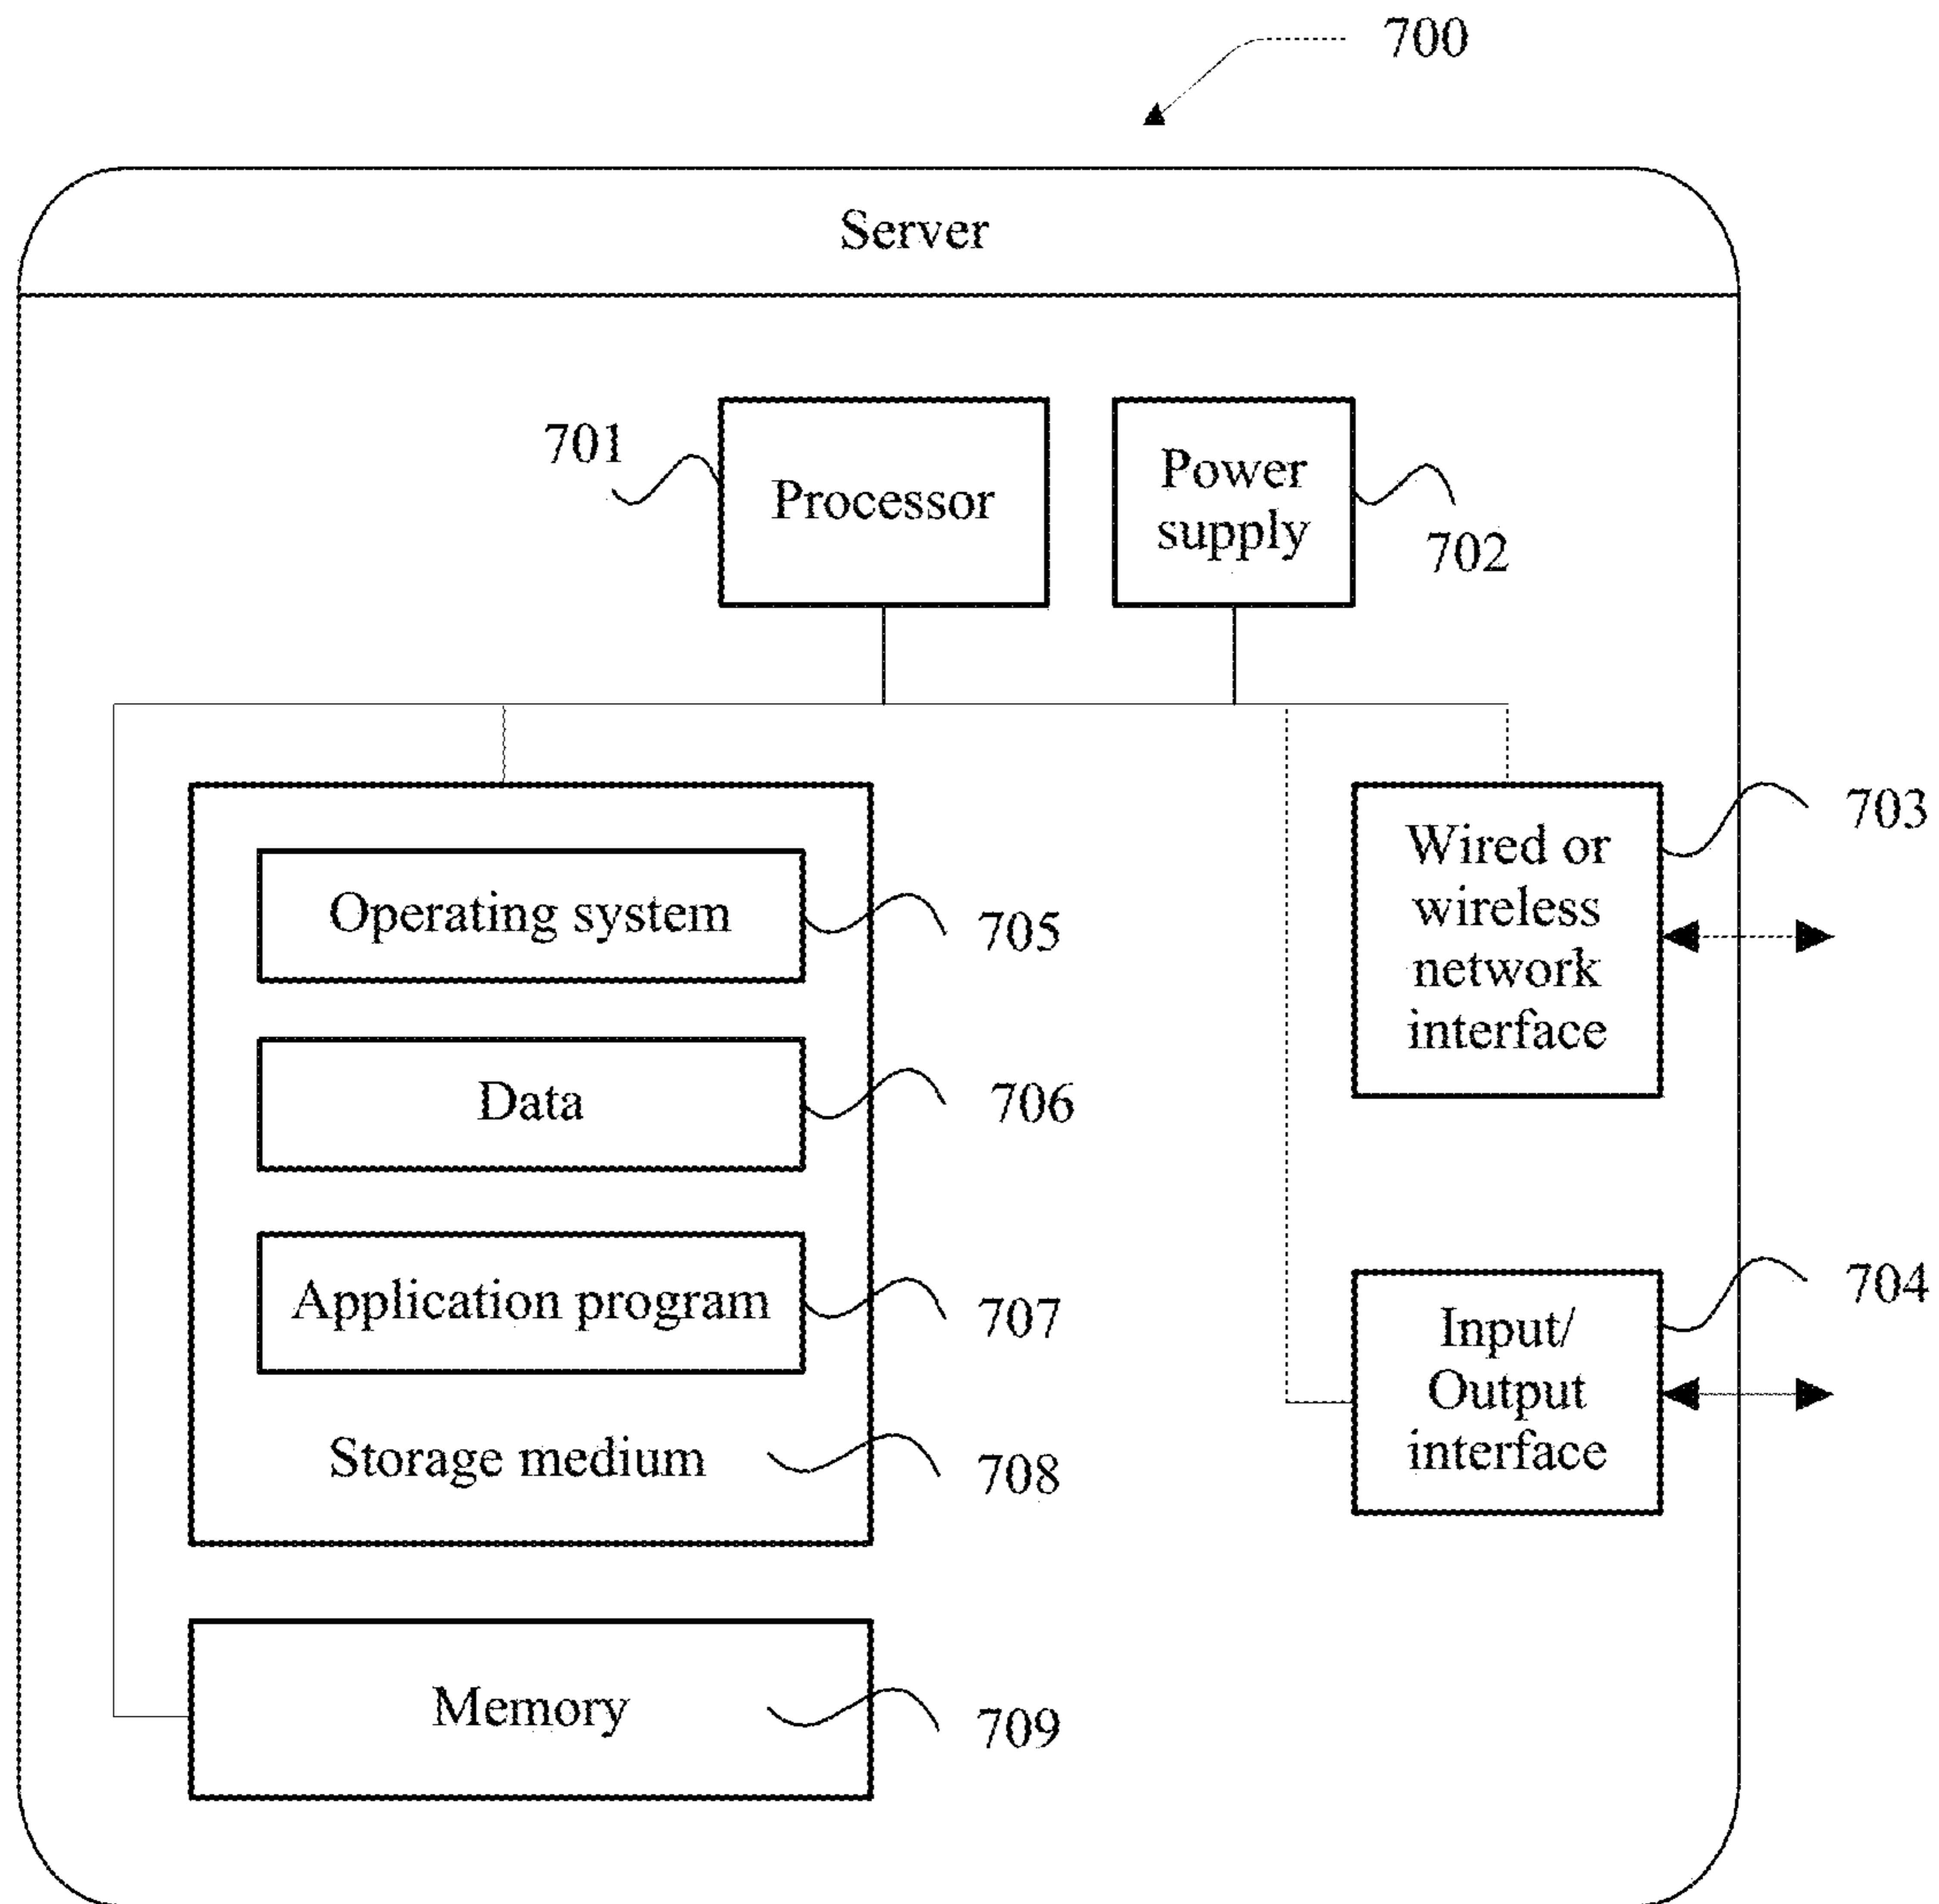 700
Server
701
Processor
Power
supply
702
703
Wired or
wireless
network
interface
Operating system
705
Data
706
Application program
707
704
Input/
Output
interface
Storage medium
708
Memory
709